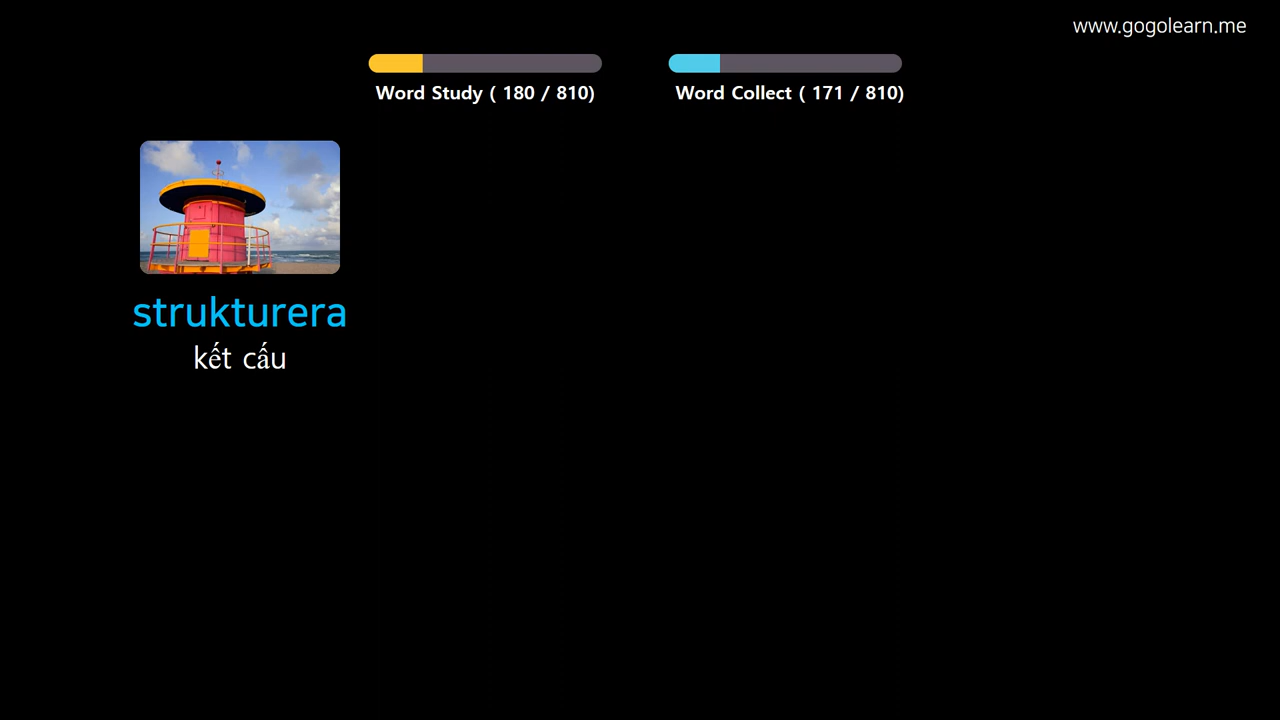 www.gogolearn.me
Word Study ( 180 / 810)
Word Collect ( 171 / 810)
strukturera
kết cấu